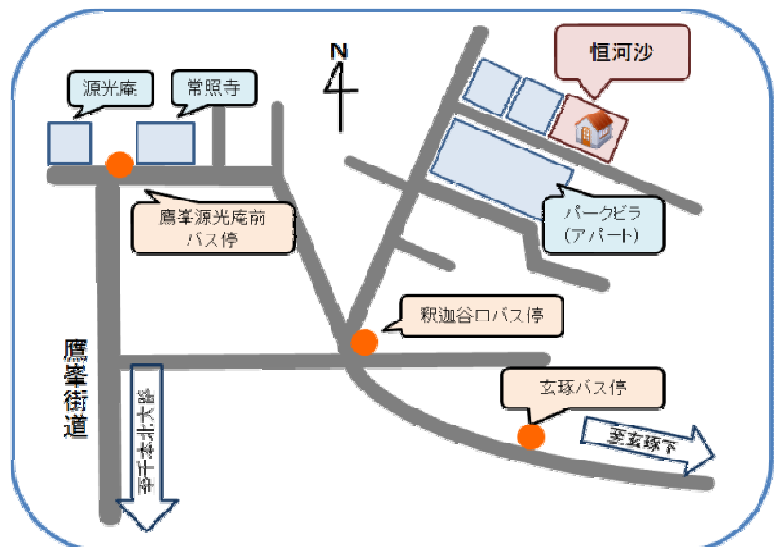 N
恒河沙
源光庵
常照寺
鷹峯源光庵前
バス停
パークビラ
(アパート)
釈迦谷口バス停
鷹峯街道
玄琢バス停
至玄琢下
至千本北大路